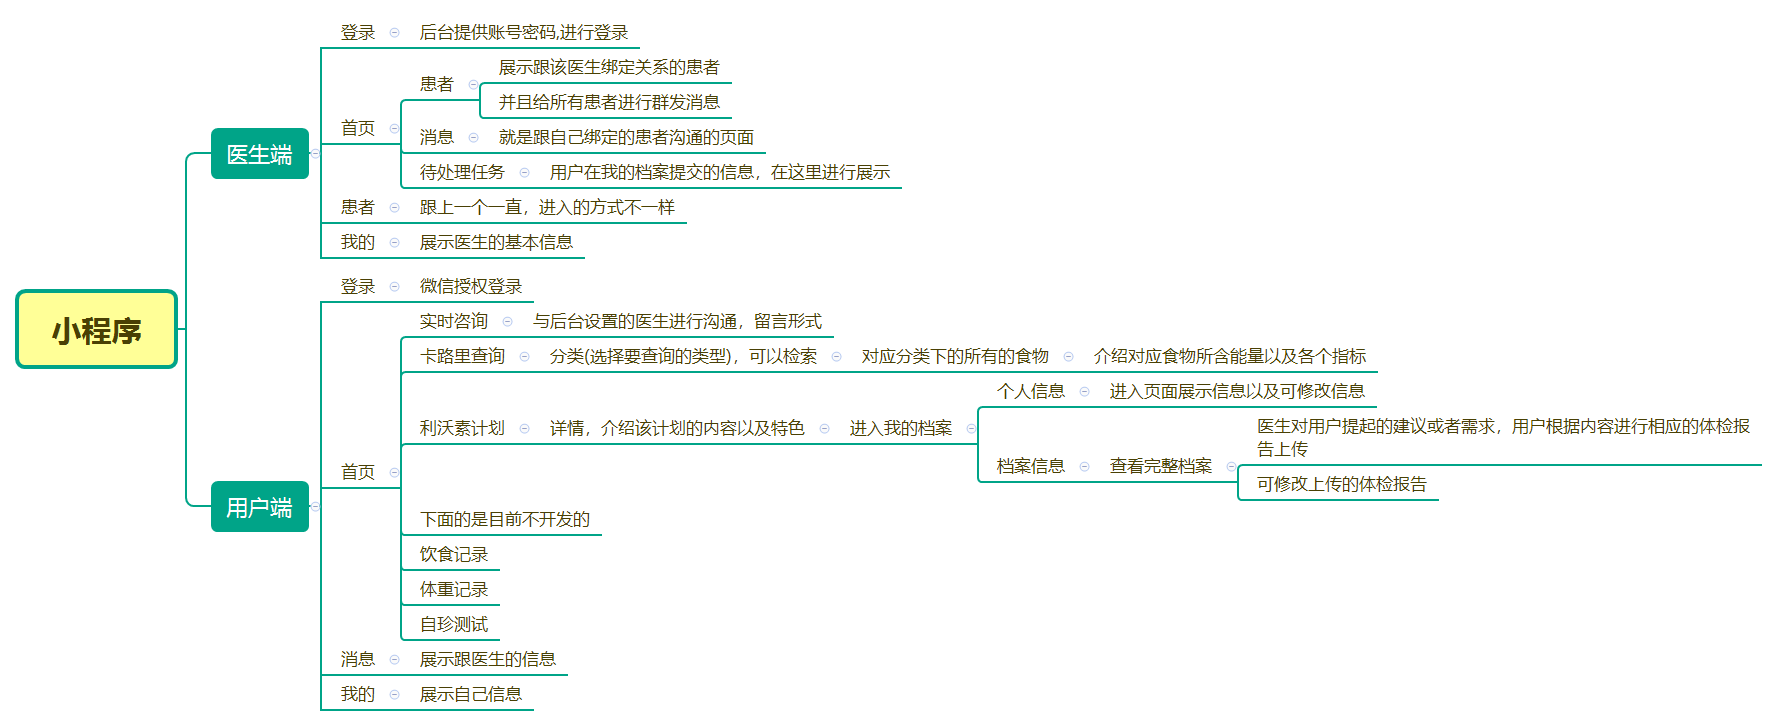 小程序
医生端
登录
后台提供账号密码,进行登录
首页
患者
展示跟该医生绑定关系的患者
并且给所有患者进行群发消息
消息
就是跟自己绑定的患者沟通的页面
待处理任务
用户在我的档案提交的信息，在这里进行展示
患者
跟上一个一直，进入的方式不一样
我的
展示医生的基本信息
用户端
登录
微信授权登录
首页
实时咨询
与后台设置的医生进行沟通，留言形式
卡路里查询
分类(选择要查询的类型)，可以检索
对应分类下的所有的食物
介绍对应食物所含能量以及各个指标
利沃素计划
详情，介绍该计划的内容以及特色
进入我的档案
个人信息
进入页面展示信息以及可修改信息
档案信息
查看完整档案
医生对用户提起的建议或者需求，用户根据内容进行相应的体检报
告上传
可修改上传的体检报告
下面的是目前不开发的
饮食记录
体重记录
自珍测试
消息
展示跟医生的信息
我的
展示自己信息